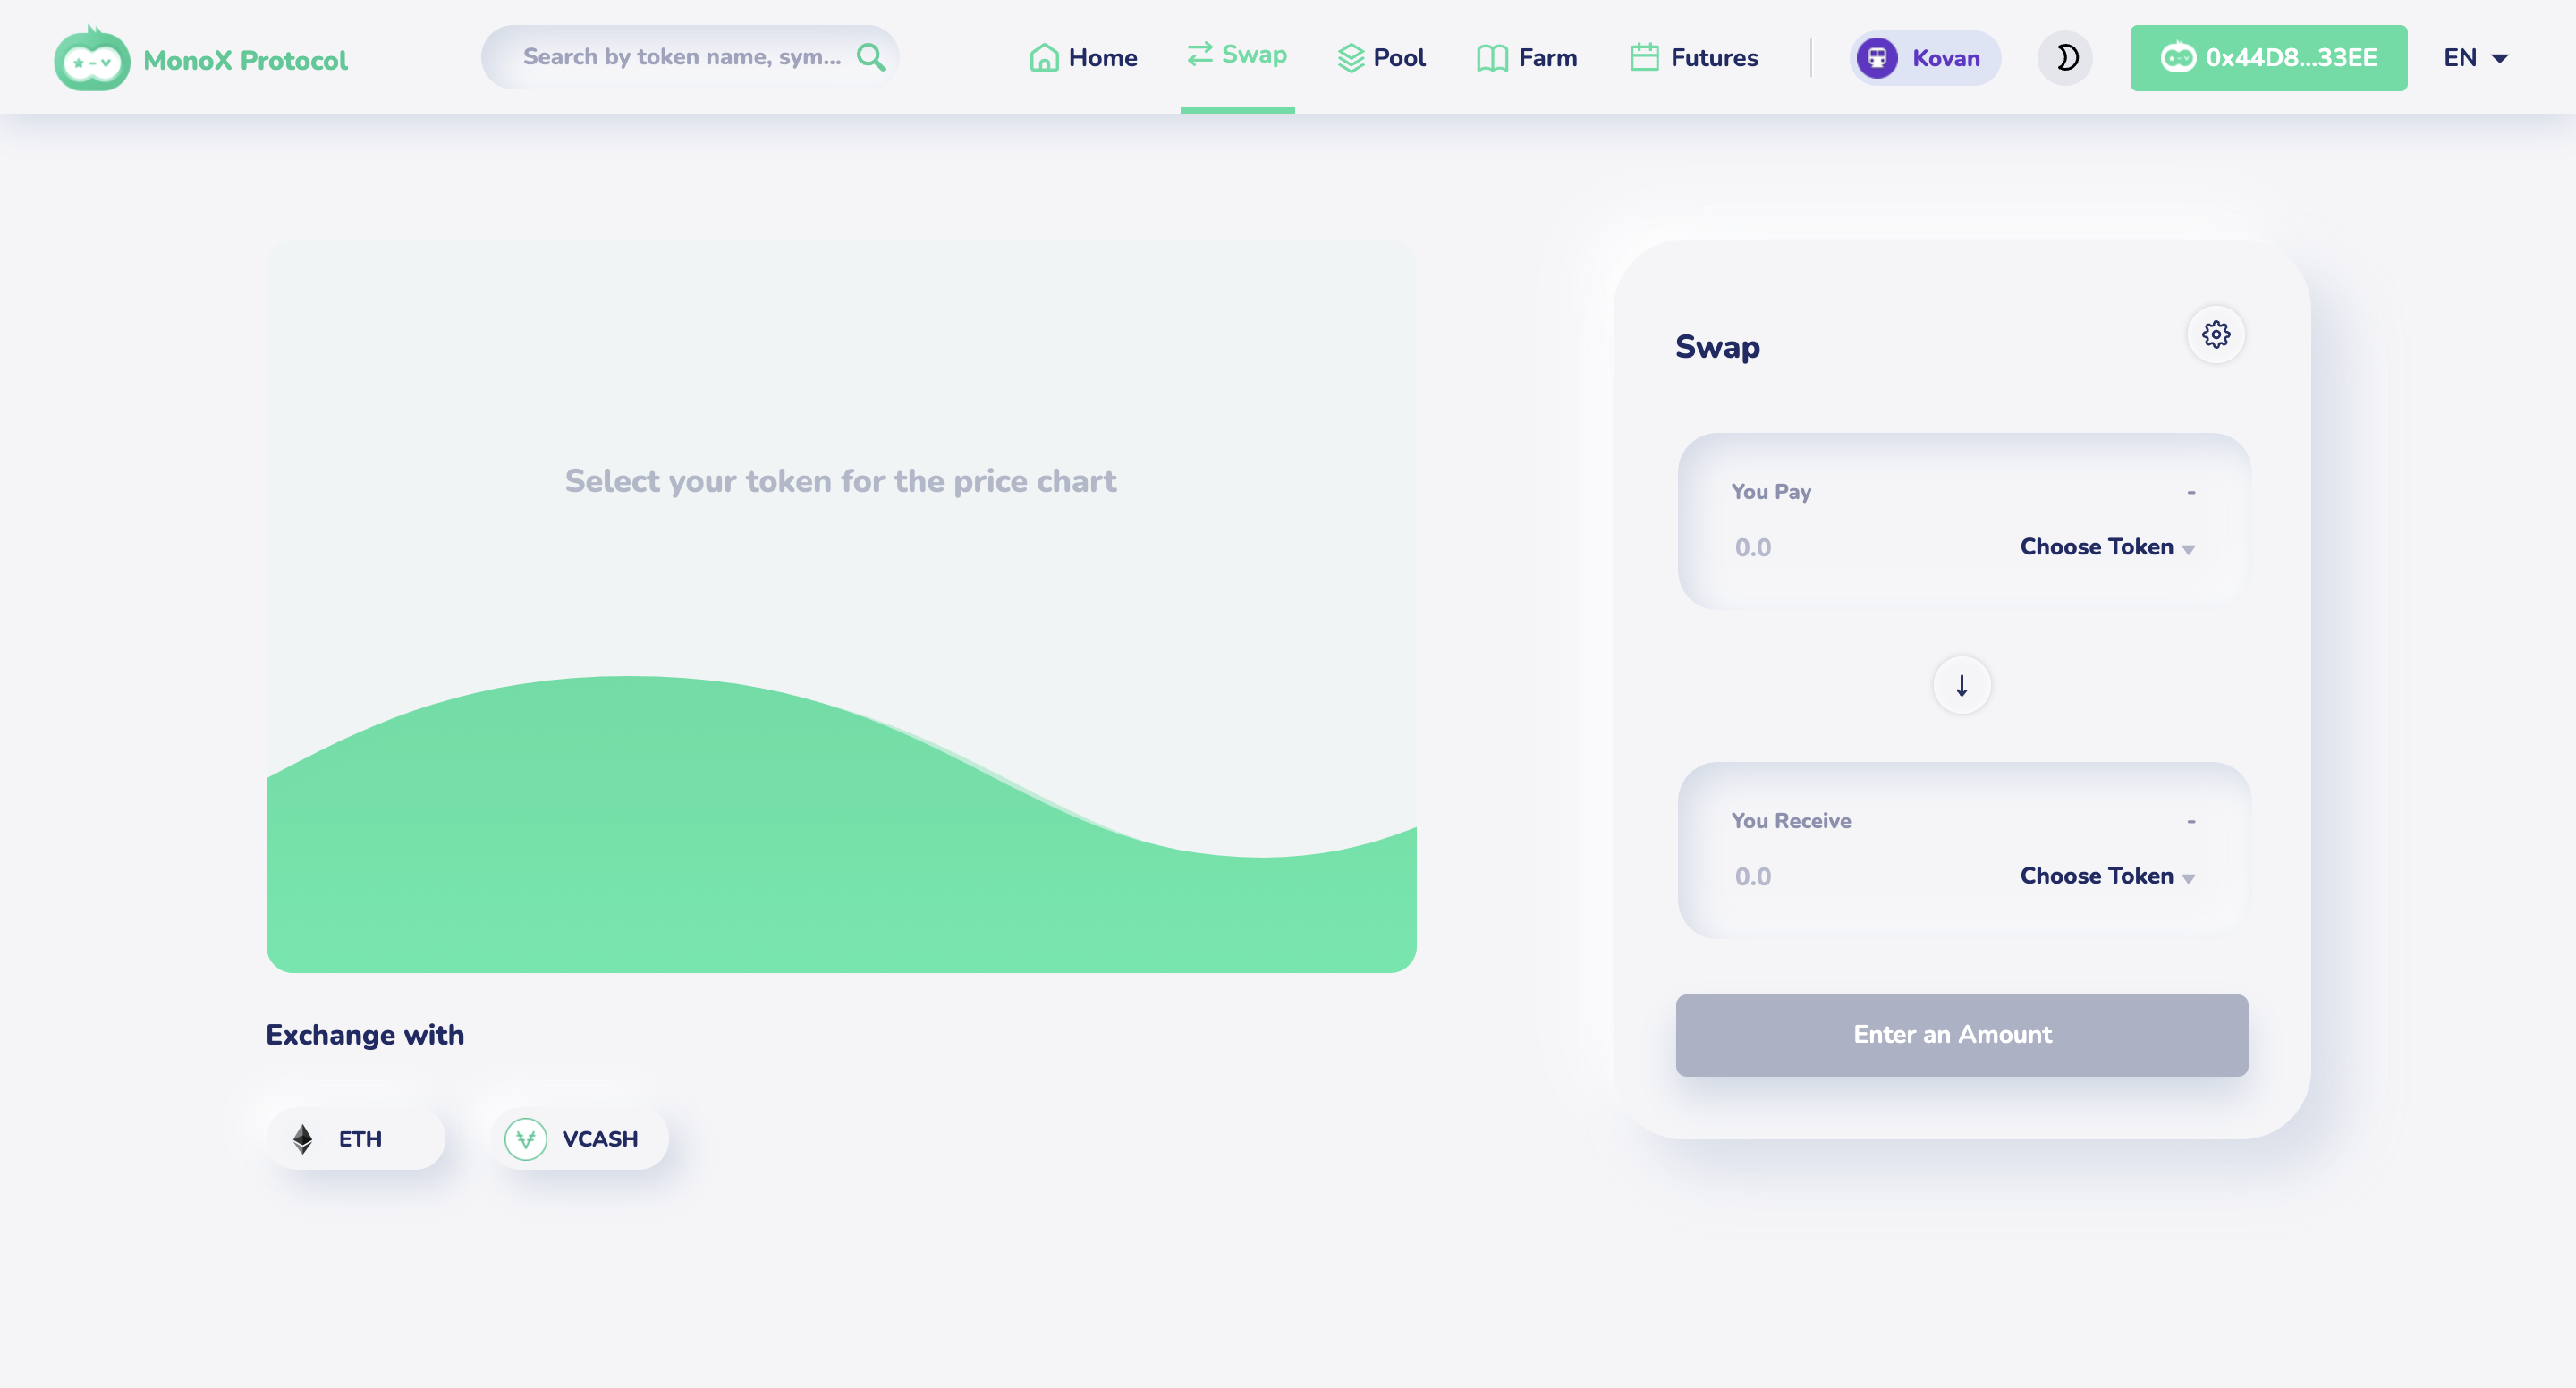 MonoX Protocol
Search by token name, sym...
Home
Swap
Pool
Farm
Futures
Kovan
0x44D8...33EE
EN
Select your token for the price chart
Swap
You Pay
-
0.0
Choose Token
You Receive
-
0.0
Choose Token
Enter an Amount
Exchange with
ETH
VCASH